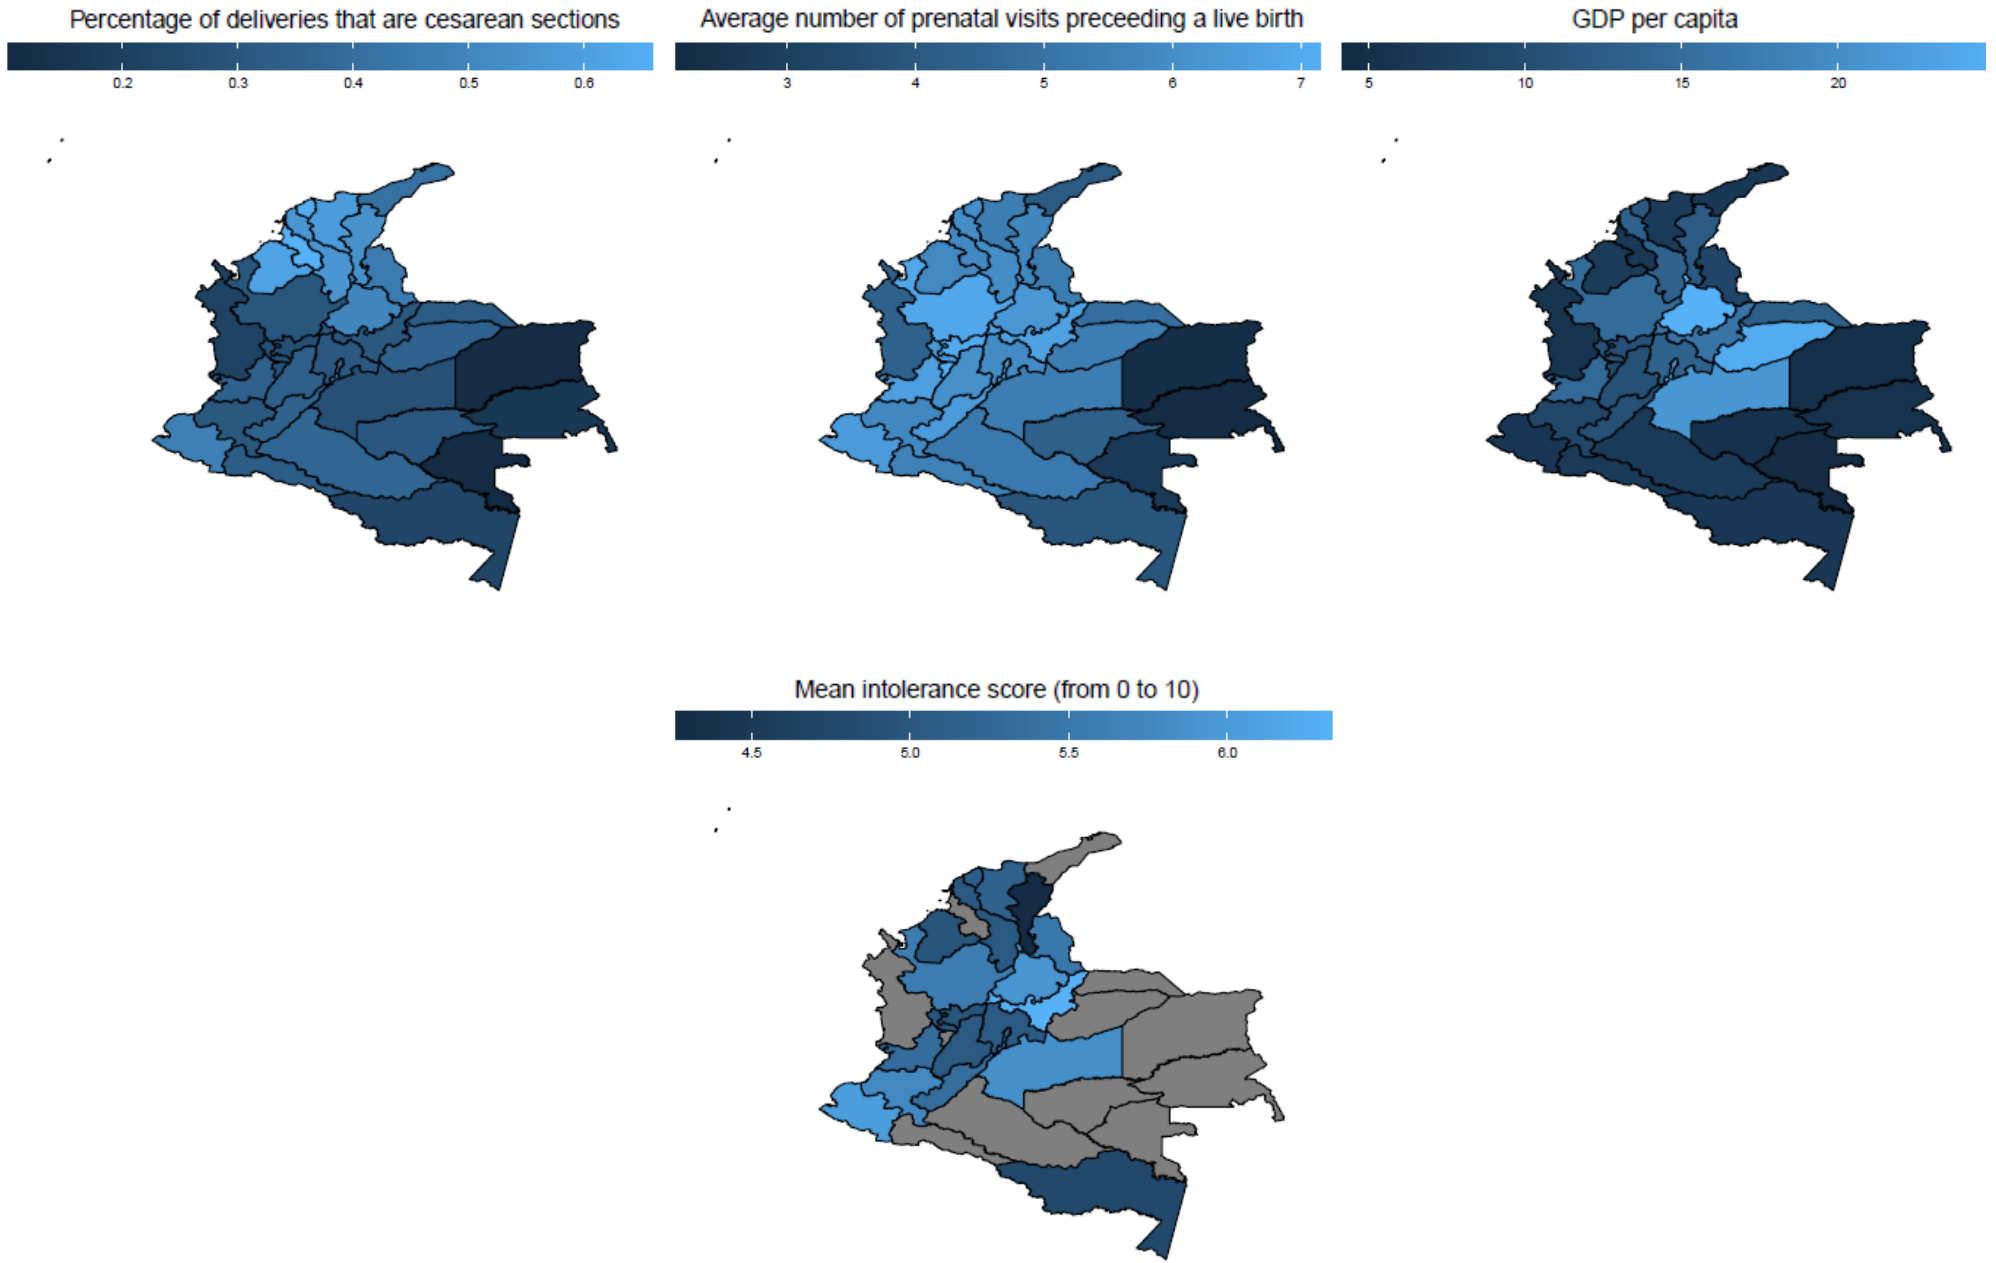 Percentage of deliveries that are cesarean sections
0.2 0.3 0.4 0.5 0.6
Average number of prenatal visits preceeding a live birth
3 4 5 6 7
GDP per capita
5 10 15 20
Mean intolerance score (from 0 to 10)
4.5 5.0 5.5 6.0